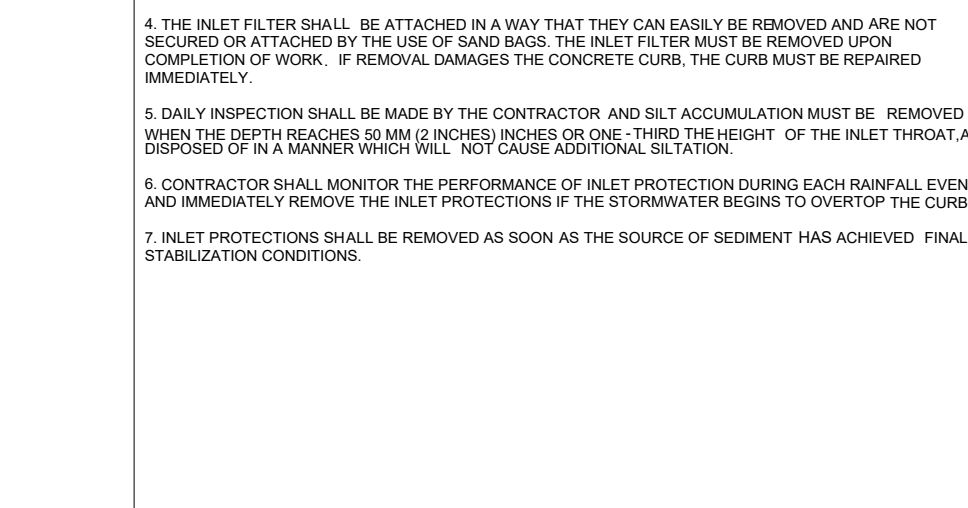 4. THE INLET FILTER SHALL BE ATTACHED IN A WAY THAT THEY CAN EASILY BE REMOVED AND ARE NOT
SECURED OR ATTACHED BY THE USE OF SAND BAGS. THE INLET FILTER MUST BE REMOVED UPON
COMPLETION OF WORK. IF REMOVAL DAMAGES THE CONCRETE CURB, THE CURB MUST BE REPAIRED
IMMEDIATELY.
5. DAILY INSPECTION SHALL BE MADE BY THE CONTRACTOR AND SILT ACCUMULATION MUST BE REMOVED
WHEN THE DEPTH REACHES 50 MM (2 INCHES) INCHES OR ONE - THIRD THE HEIGHT OF THE INLET THROAT,
DISPOSED OF IN A MANNER WHICH WILL NOT CAUSE ADDITIONAL SILTATION.
6. CONTRACTOR SHALL MONITOR THE PERFORMANCE OF INLET PROTECTION DURING EACH RAINFALL EVEN
AND IMMEDIATELY REMOVE THE INLET PROTECTIONS IF THE STORMWATER BEGINS TO OVERTOP THE CURB
7. INLET PROTECTIONS SHALL BE REMOVED AS SOON AS THE SOURCE OF SEDIMENT HAS ACHIEVED FINAL
STABILIZATION CONDITIONS.